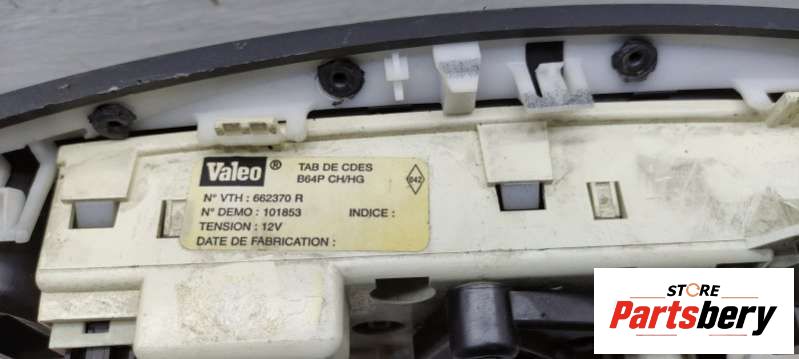 Valeo ® TAB DE CDES
B64P CH/HG
642
N° VTH : 662370 R
N° DEMO : 101853 INDICE :
TENSION : 12V
DATE DE FABRICATION :
STORE
Partsbery